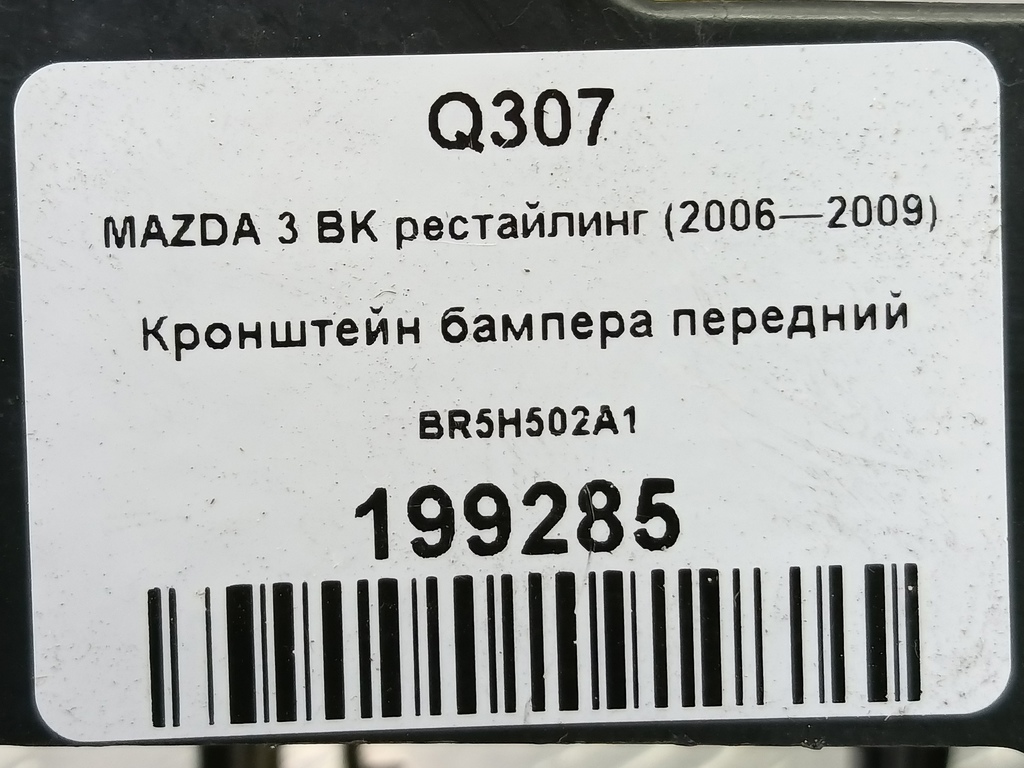 Q307
MAZDA 3 BK рестайлинг (2006—2009)
Кронштейн бампера передний
BR5H502A1
199285